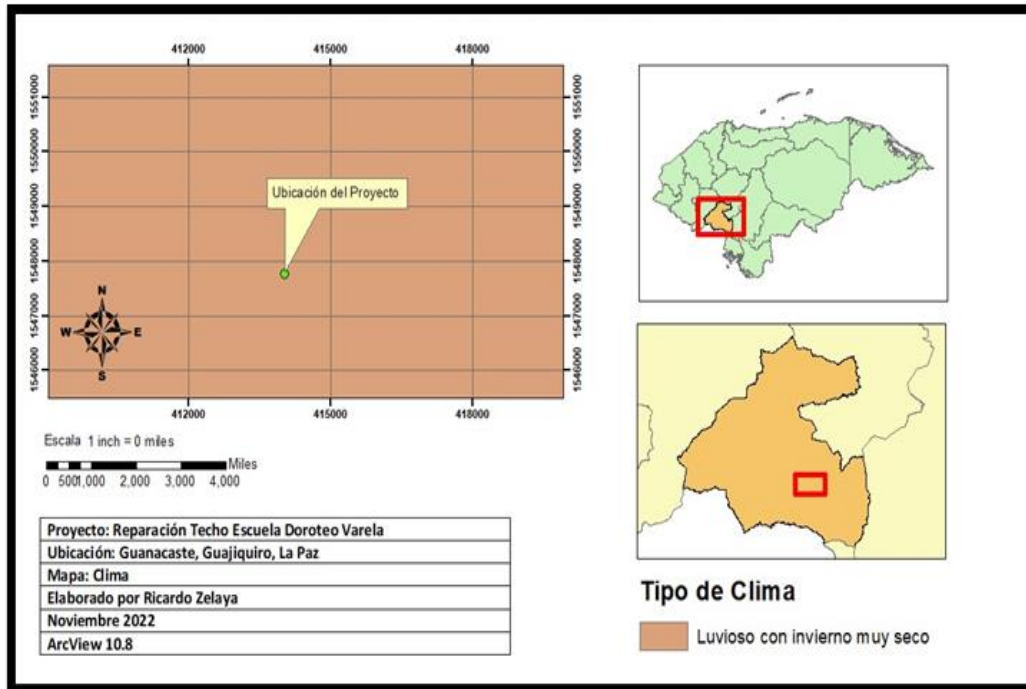 412000
415000
418000
1551000
1550000
1549000
1548000
1547000
1546000
1551000
1550000
1549000
1548000
1547000
1546000
Ubicación del Proyecto
N
W
E
S
412000
415000
418000
Escala 1 inch = 0 miles
Miles
0 500 1,000 2,000 3,000 4,000
Proyecto: Reparación Techo Escuela Doroteo Varela
Ubicación: Guanacaste, Guajiquiro, La Paz
Mapa: Clima
Elaborado por Ricardo Zelaya
Noviembre 2022
ArcView 10.8
Tipo de Clima
Luvioso con invierno muy seco